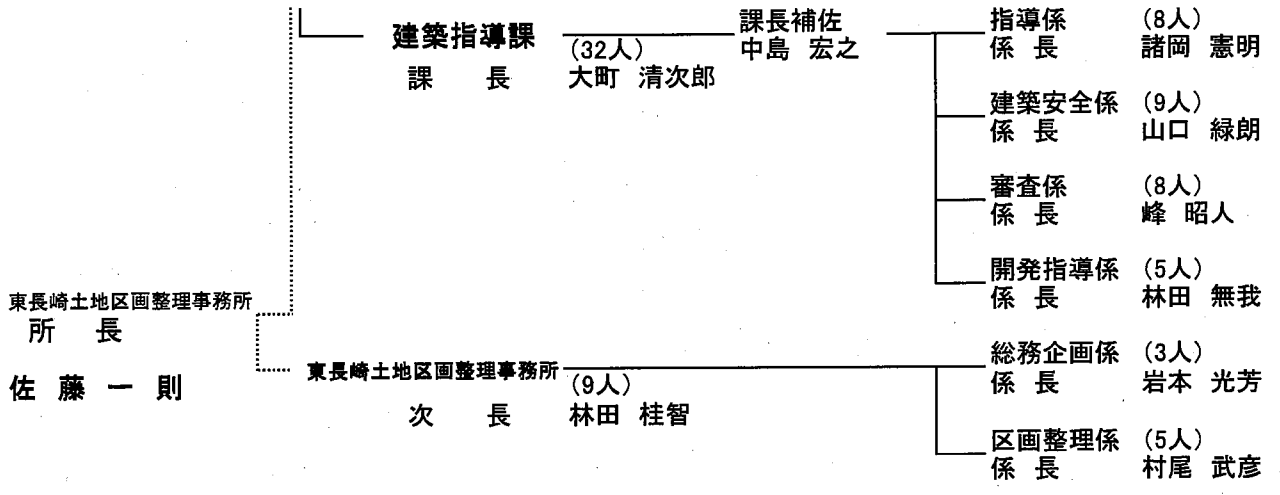 建築指導課 (32人)
課 長 大町 清次郎
課長補佐
中島 宏之
指導係 (8人)
係 長 諸岡 憲明
建築安全係 (9人)
係 長 山口 緑朗
審査係 (8人)
係 長 峰 昭人
開発指導係 (5人)
係 長 林田 無我
東長崎土地区画整理事務所
所 長
佐 藤 一 則
東長崎土地区画整理事務所 (9人)
次 長 林田 桂智
総務企画係 (3人)
係 長 岩本 光芳
区画整理係 (5人)
係 長 村尾 武彦